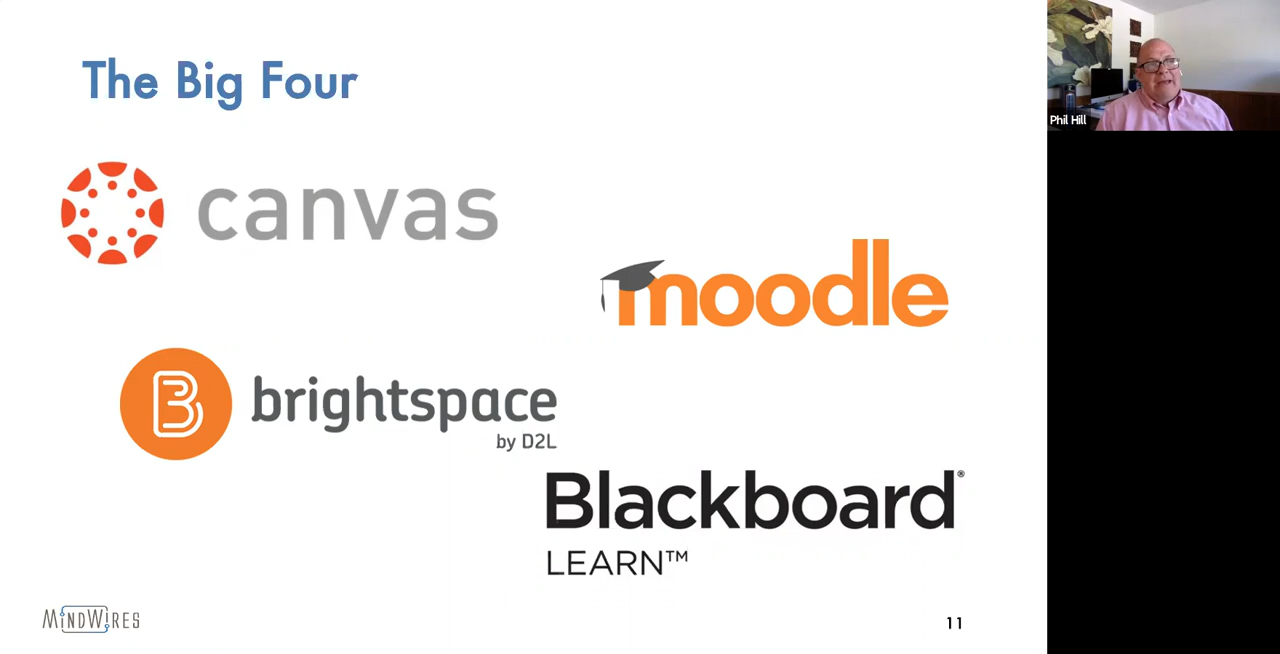 The Big Four
canvas
moodle
brightspace
by D2L
Blackboard®
LEARN™
MINDWIRES
11
Phil Hill